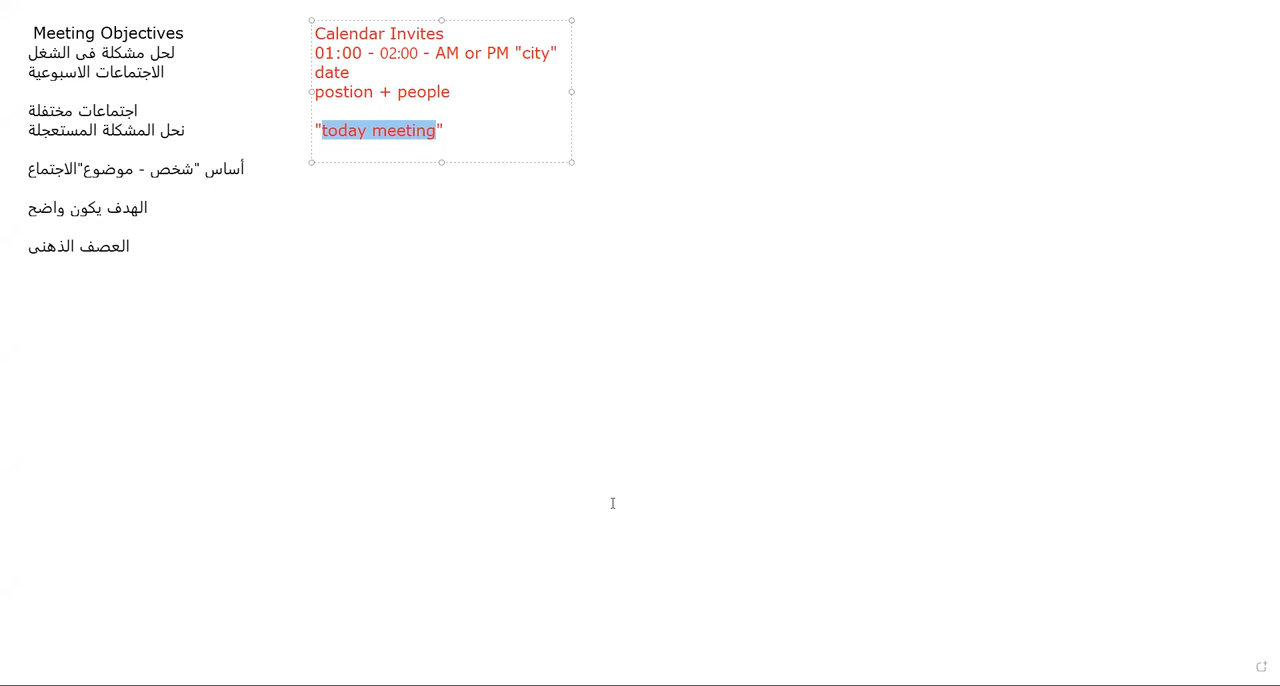 Meeting Objectives
لحل مشكلة فى الشغل
الاجتماعات الاسبوعية
اجتماعات مختفلة
نحل المشكلة المستعجلة
أساس "شخص - موضوع"الاجتماع
الهدف يكون واضح
العصف الذهنى
Calendar Invites
01:00 - 02:00 - AM or PM "city"
date
postion + people
"today meeting"